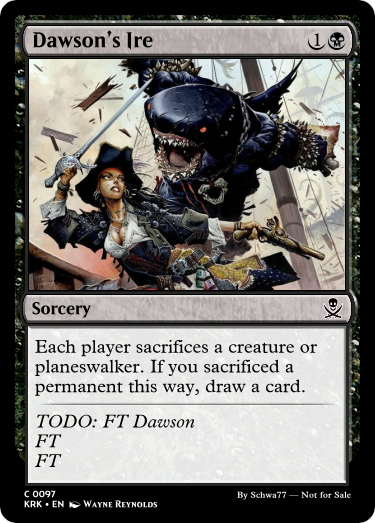 Dawson's Ire 1
Sorcery
Each player sacrifices a creature or
planeswalker. If you sacrificed a
permanent this way, draw a card.
TODO: FT Dawson
FT
FT
C 0097
KRK • EN Wayne Reynolds
By Schwa77 — Not for Sale